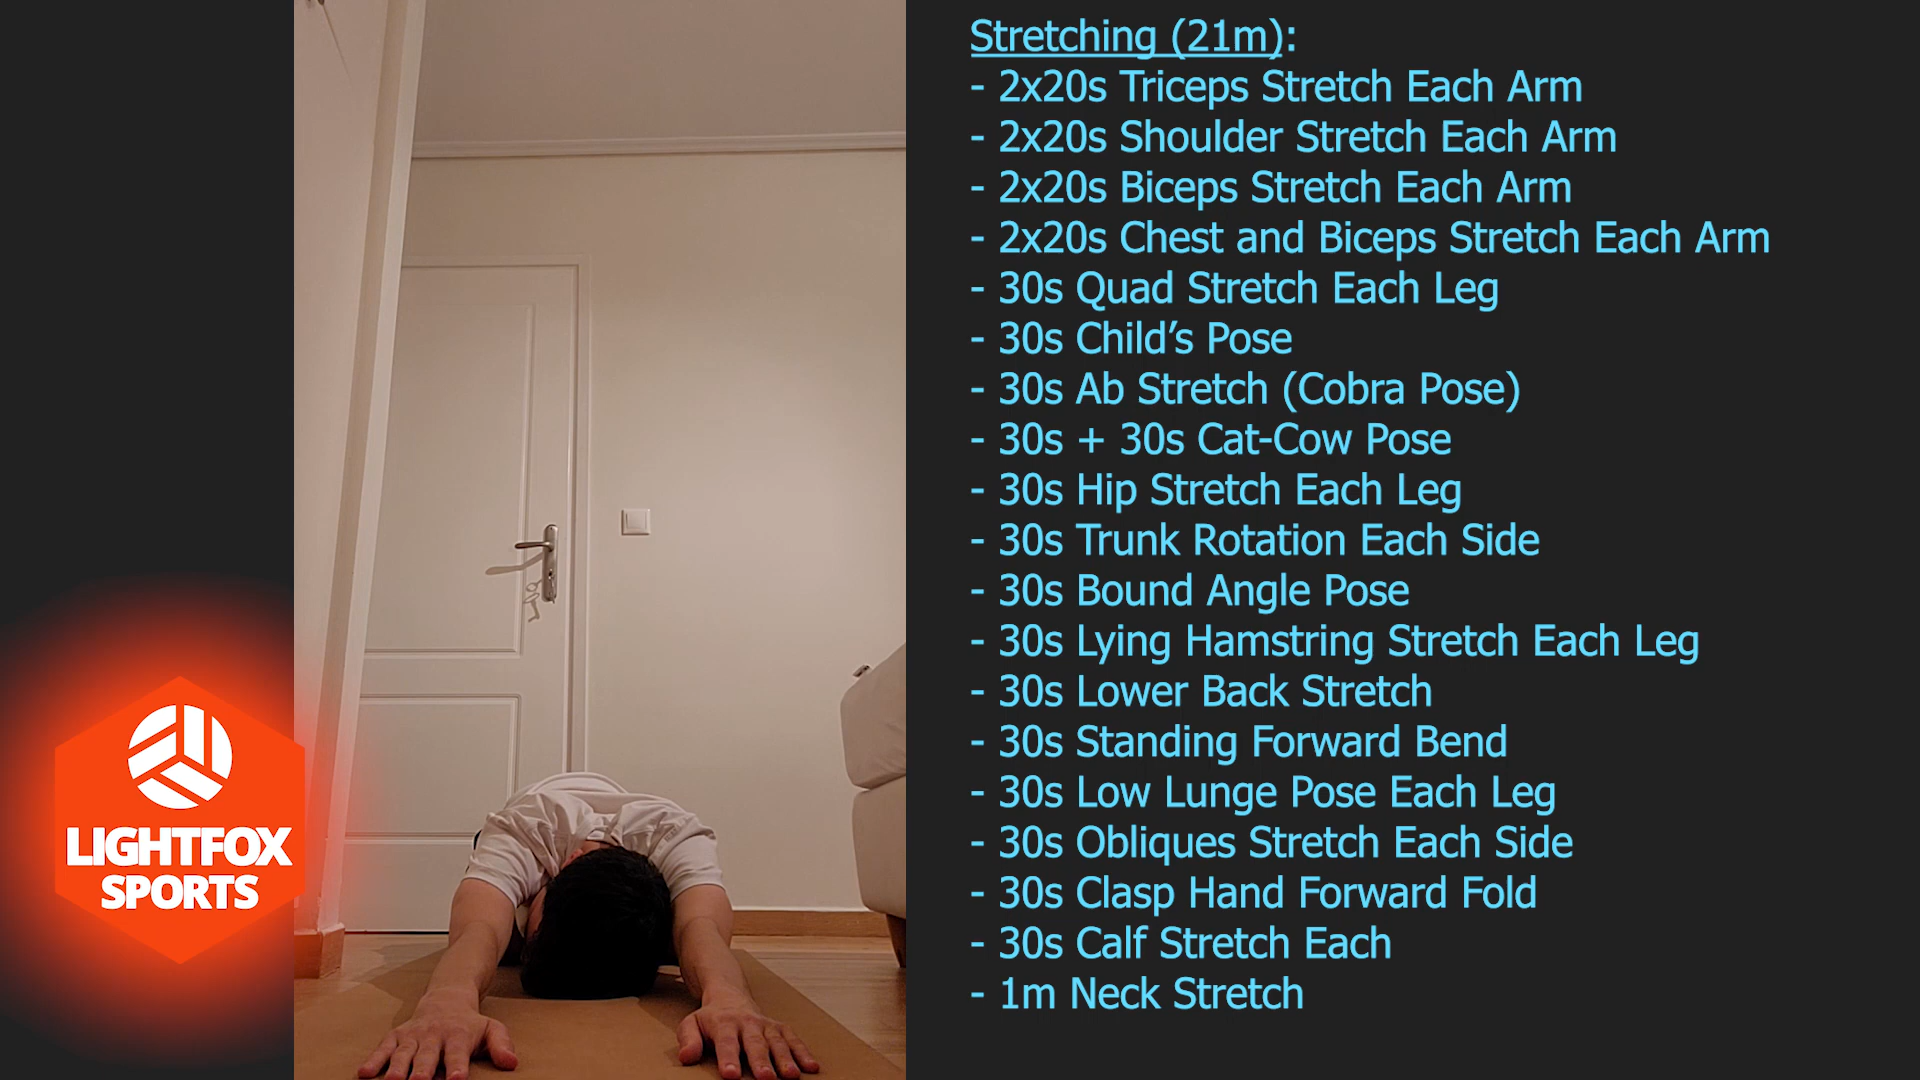 Stretching (21m):
- 2x20s Triceps Stretch Each Arm
- 2x20s Shoulder Stretch Each Arm
- 2x20s Biceps Stretch Each Arm
- 2x20s Chest and Biceps Stretch Each Arm
- 30s Quad Stretch Each Leg
- 30s Child’s Pose
- 30s Ab Stretch (Cobra Pose)
- 30s + 30s Cat-Cow Pose
- 30s Hip Stretch Each Leg
- 30s Trunk Rotation Each Side
- 30s Bound Angle Pose
- 30s Lying Hamstring Stretch Each Leg
- 30s Lower Back Stretch
- 30s Standing Forward Bend
- 30s Low Lunge Pose Each Leg
- 30s Obliques Stretch Each Side
- 30s Clasp Hand Forward Fold
- 30s Calf Stretch Each
- 1m Neck Stretch
LIGHTFOX
SPORTS